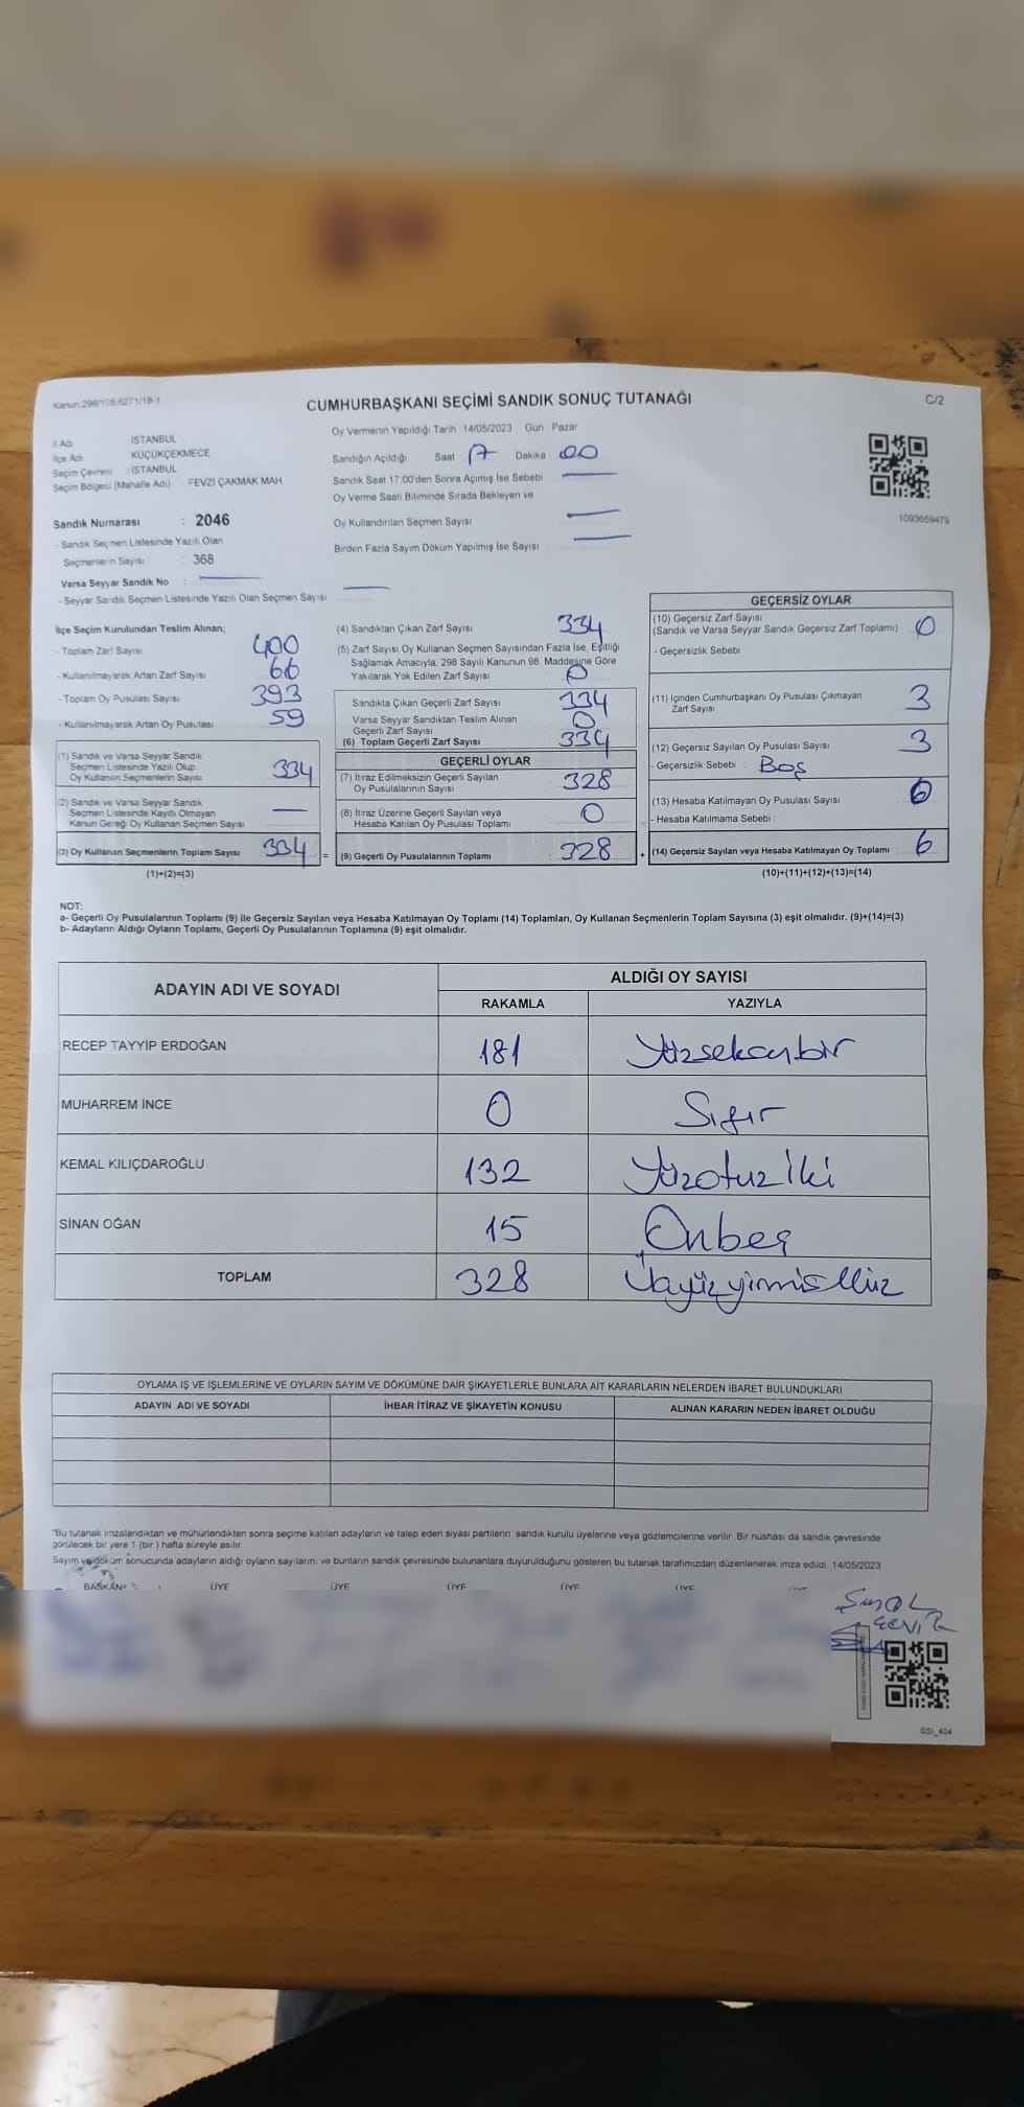 Kanun:298/105-6271/18-1
CUMHURBAŞKANI SEÇİMİ SANDIK SONUÇ TUTANAĞI
C/2
İl Adı : İSTANBUL
İlçe Adı : KÜÇÜKÇEKMECE
Seçim Çevresi : İSTANBUL
Seçim Bölgesi (Mahalle Adı) : FEVZİ ÇAKMAK MAH
Sandık Numarası : 2046
- Sandık Seçmen Listesinde Yazılı Olan
Seçmenlerin Sayısı : 368
Varsa Seyyar Sandık No :
- Seyyar Sandık Seçmen Listesinde Yazılı Olan Seçmen Sayısı
Oy Vermenin Yapıldığı Tarih 14/05/2023 Gün Pazar
Sandığın Açıldığı Saat 17 Dakika 00
Sandık Saat 17:00'den Sonra Açılmış İse Sebebi
Oy Verme Saati Bitiminde Sırada Bekleyen ve
Oy Kullandırılan Seçmen Sayısı
Birden Fazla Sayım Döküm Yapılmış İse Sayısı
İlçe Seçim Kurulundan Teslim Alınan;
- Toplam Zarf Sayısı 400
- Kullanılmayarak Artan Zarf Sayısı 66
- Toplam Oy Pusulası Sayısı 393
- Kullanılmayarak Artan Oy Pusulası 59
(1) Sandık ve Varsa Seyyar Sandık
Seçmen Listesinde Yazılı Olup
Oy Kullanan Seçmenlerin Sayısı 334
(2) Sandık ve Varsa Seyyar Sandık
Seçmen Listesinde Kayıtlı Olmayan
Kanun Gereği Oy Kullanan Seçmen Sayısı
(3) Oy Kullanan Seçmenlerin Toplam Sayısı 334 =
(1)+(2)=(3)
(4) Sandıktan Çıkan Zarf Sayısı 334
(5) Zarf Sayısı Oy Kullanan Seçmen Sayısından Fazla İse, Eşitliği
Sağlamak Amacıyla, 298 Sayılı Kanunun 98. Maddesine Göre
Yakılarak Yok Edilen Zarf Sayısı 0
Sandıkta Çıkan Geçerli Zarf Sayısı 334
Varsa Seyyar Sandıktan Teslim Alınan
Geçerli Zarf Sayısı 0
(6) Toplam Geçerli Zarf Sayısı 334
GEÇERLİ OYLAR
(7) İtiraz Edilmeksizin Geçerli Sayılan
Oy Pusulalarının Sayısı 328
(8) İtiraz Üzerine Geçerli Sayılan veya
Hesaba Katılan Oy Pusulası Toplamı 0
(9) Geçerli Oy Pusulalarının Toplamı : 328 +
GEÇERSİZ OYLAR
(10) Geçersiz Zarf Sayısı
(Sandık ve Varsa Seyyar Sandık Geçersiz Zarf Toplamı) 0
- Geçersizlik Sebebi
(11) İçinden Cumhurbaşkanı Oy Pusulası Çıkmayan
Zarf Sayısı 3
(12) Geçersiz Sayılan Oy Pusulası Sayısı 3
- Geçersizlik Sebebi : Boş
(13) Hesaba Katılmayan Oy Pusulası Sayısı
- Hesaba Katılmama Sebebi
(14) Geçersiz Sayılan veya Hesaba Katılmayan Oy Toplamı 6
(10)+(11)+(12)+(13)=(14)
NOT:
a- Geçerli Oy Pusulalarının Toplamı (9) ile Geçersiz Sayılan veya Hesaba Katılmayan Oy Toplamı (14) Toplamları, Oy Kullanan Seçmenlerin Toplam Sayısına (3) eşit olmalıdır. (9)+(14)=(3)
b- Adayların Aldığı Oyların Toplamı, Geçerli Oy Pusulalarının Toplamına (9) eşit olmalıdır.
ADAYIN ADI VE SOYADI
ALDIĞI OY SAYISI
RAKAMLA YAZIYLA
RECEP TAYYİP ERDOĞAN 181 Yüzseksenbir
MUHARREM İNCE 0 Sıfır
KEMAL KILIÇDAROĞLU 132 Yüzotuziki
SİNAN OĞAN 15 Onbeş
TOPLAM 328 Üçyüzyirmisekiz
OYLAMA İŞ VE İŞLEMLERİNE VE OYLARIN SAYIM VE DÖKÜMÜNE DAİR ŞİKAYETLERLE BUNLARA AİT KARARLARIN NELERDEN İBARET BULUNDUKLARI
ADAYIN ADI VE SOYADI İHBAR İTİRAZ VE ŞİKAYETİN KONUSU ALINAN KARARIN NEDEN İBARET OLDUĞU
"Bu tutanak imzalandıktan ve mühürlendikten sonra seçime katılan adayların ve talep eden siyasi partilerin sandık kurulu üyelerine veya gözlemcilerine verilir. Bir nüshası da sandık çevresinde
görülecek bir yere 1 (bir) hafta süreyle asılır.
Sayım ve döküm sonucunda adayların aldığı oyların sayılarını ve bunların sandık çevresinde bulunanlara duyurulduğunu gösteren bu tutanak tarafımızdan düzenlenerek imza edildi. 14/05/2023
BAŞKAN ÜYE ÜYE ÜYE ÜYE ÜYE